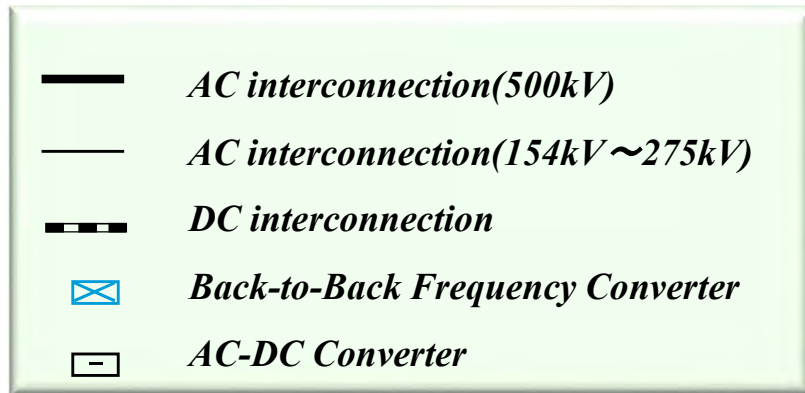 AC interconnection(500kV)
AC interconnection(154kV～275kV)
DC interconnection
Back-to-Back Frequency Converter
AC-DC Converter